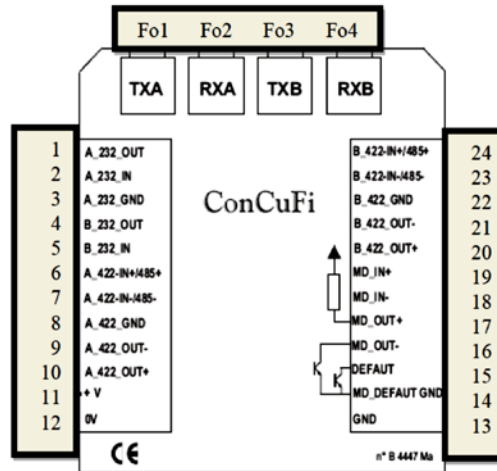 Fo1 Fo2 Fo3 Fo4
TXA RXA TXB RXB
1 A_232_OUT
2 A_232_IN
3 A_232_GND
4 B_232_OUT
5 B_232_IN
6 A_422-IN+/485+
7 A_422-IN-/485-
8 A_422_GND
9 A_422_OUT-
10 A_422_OUT+
11 + V
12 0V
ConCuFi
B_422-IN+/485+ 24
B_422-IN-/485- 23
B_422_GND 22
B_422_OUT- 21
B_422_OUT+ 20
MD_IN+ 19
MD_IN- 18
MD_OUT+ 17
MD_OUT- 16
DEFAUT 15
MD_DEFAUT GND 14
GND 13
CE
n° B 4447 Ma